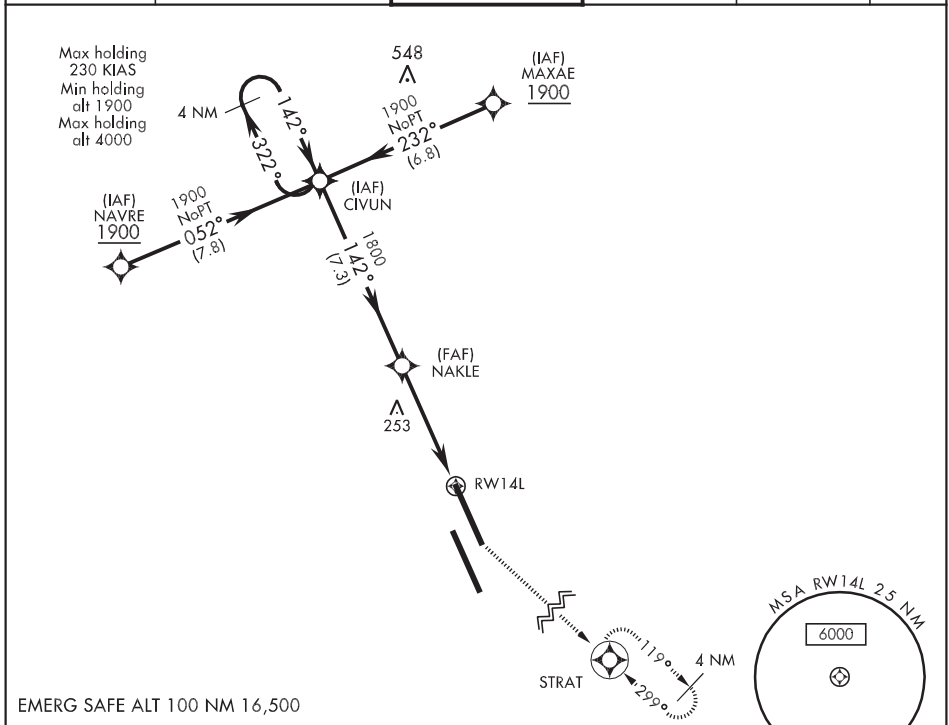 Max holding
230 KIAS
Min holding
alt 1900
Max holding
alt 4000
4 NM
142°
322°
548
(IAF)
MAXAE
1900
1900
NoPT
232°
(6.8)
(IAF)
CIVUN
(IAF)
NAVRE
1900
1900
NoPT
052°
(7.8)
1800
142°
(7.3)
(FAF)
NAKLE
253
RW14L
MSA RW14L 25 NM
6000
119°
4 NM
299°
STRAT
EMERG SAFE ALT 100 NM 16,500